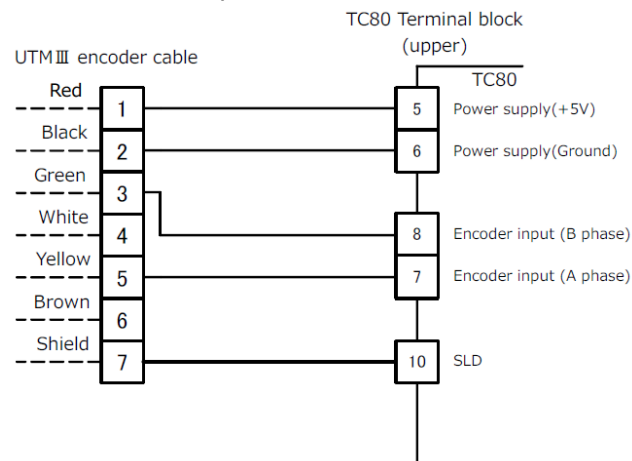 TC80 Terminal block
(upper)
UTMⅢ encoder cable
TC80
Red
1
5
Power supply(+5V)
Black
2
6
Power supply(Ground)
Green
3
White
4
8
Encoder input (B phase)
Yellow
5
7
Encoder input (A phase)
Brown
6
Shield
7
10
SLD